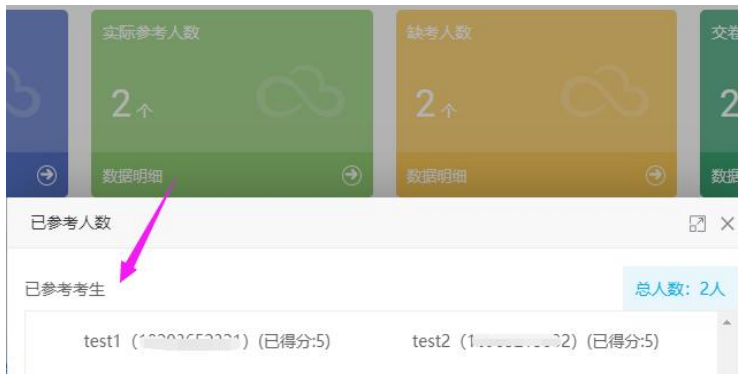 实际参考人数
缺考人数
交卷
2个
2个
2
数据明细
数据明细
数据
已参考人数
已参考考生
总人数：2人
test1（1）(已得分:5)
test2（12）(已得分:5)